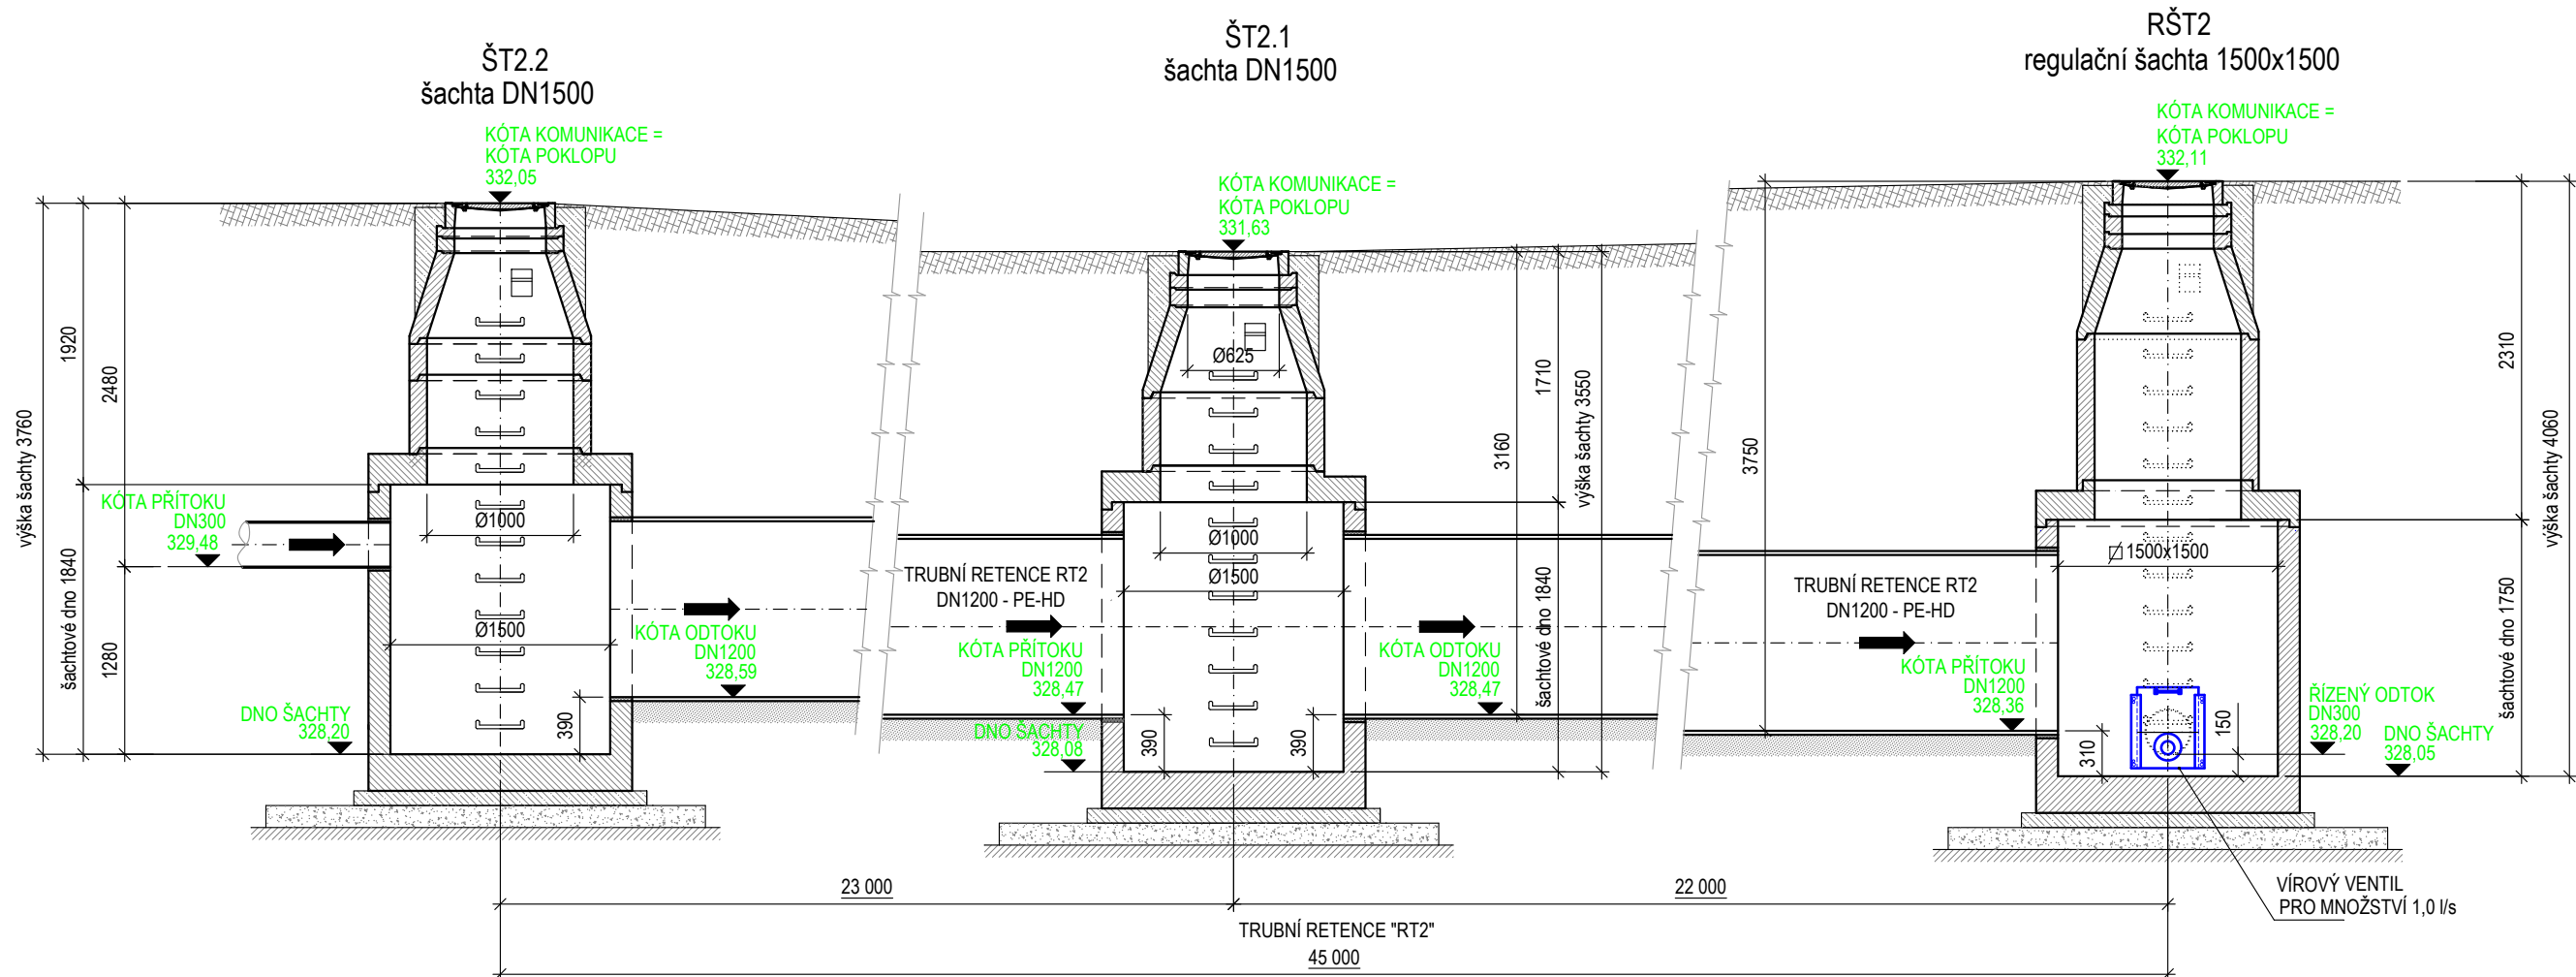 ŠT2.2
šachta DN1500
KÓTA KOMUNIKACE =
KÓTA POKLOPU
332,05
výška šachty 3760
1920
šachtové dno 1840
2480
1280
KÓTA PŘÍTOKU
DN300
329,48
DNO ŠACHTY
328,20
Ø1000
Ø1500
390
KÓTA ODTOKU
DN1200
328,59
ŠT2.1
šachta DN1500
KÓTA KOMUNIKACE =
KÓTA POKLOPU
331,63
TRUBNÍ RETENCE RT2
DN1200 - PE-HD
KÓTA PŘÍTOKU
DN1200
328,47
DNO ŠACHTY
328,08
Ø625
Ø1000
Ø1500
390
390
KÓTA ODTOKU
DN1200
328,47
3160
1710
šachtové dno 1840
výška šachty 3550
RŠT2
regulační šachta 1500x1500
KÓTA KOMUNIKACE =
KÓTA POKLOPU
332,11
3750
TRUBNÍ RETENCE RT2
DN1200 - PE-HD
KÓTA PŘÍTOKU
DN1200
328,36
1500x1500
310
150
ŘÍZENÝ ODTOK
DN300
328,20
DNO ŠACHTY
328,05
2310
šachtové dno 1750
výška šachty 4060
VÍROVÝ VENTIL
PRO MNOŽSTVÍ 1,0 l/s
23 000
22 000
TRUBNÍ RETENCE "RT2"
45 000